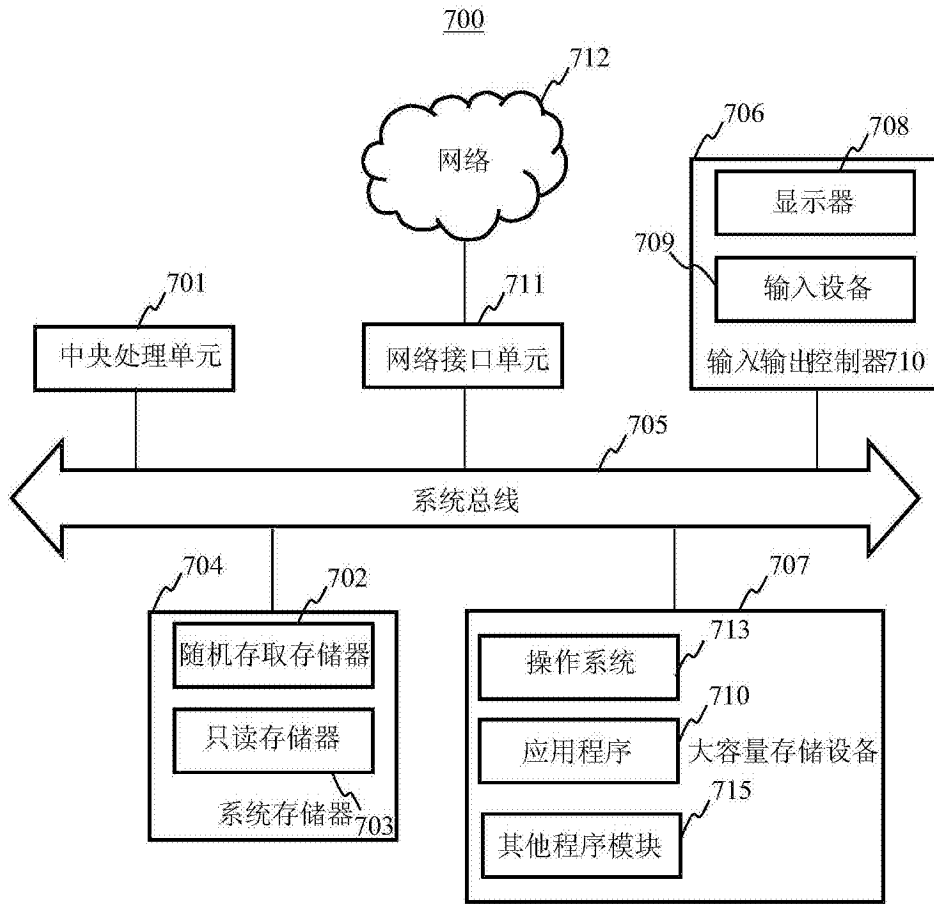 700
712
网络
706
708
显示器
709
输入设备
输入/输出控制器710
701
中央处理单元
711
网络接口单元
705
系统总线
704
702
随机存取存储器
只读存储器
系统存储器
703
707
713
操作系统
710
应用程序
大容量存储设备
715
其他程序模块